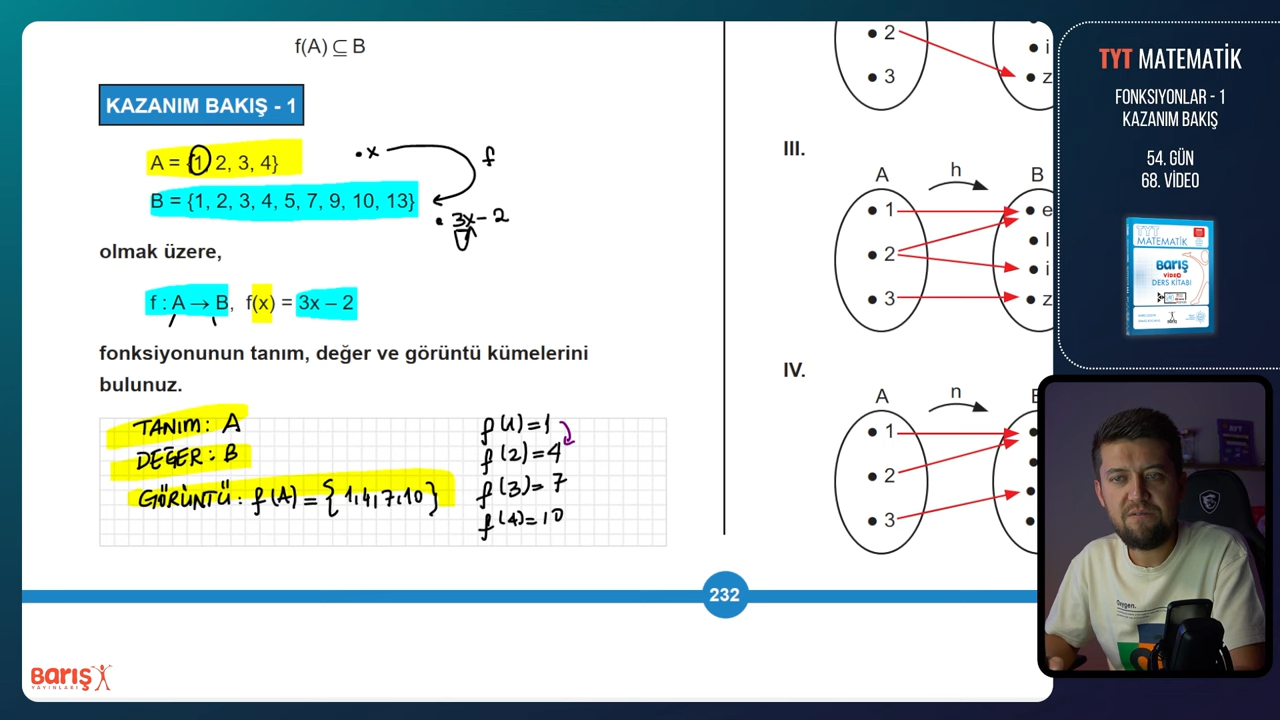 f(A) ⊆ B
KAZANIM BAKIŞ - 1
A = {1, 2, 3, 4}
B = {1, 2, 3, 4, 5, 7, 9, 10, 13}
• x
f
• 3x - 2
olmak üzere,
f : A → B, f(x) = 3x – 2
fonksiyonunun tanım, değer ve görüntü kümelerini
bulunuz.
TANIM: A
DEĞER: B
GÖRÜNTÜ: f(A) = {1,4,7,10}
f(1)=1
f(2)=4
f(3)=7
f(4)=10
• 2
• 3
• i
• z
III.
A
h
B
• 1
• 2
• 3
• e
• l
• i
• z
IV.
A
n
• 1
• 2
• 3
232
BARIŞ
YAYINLARI
TYT MATEMATİK
FONKSIYONLAR - 1
KAZANIM BAKIŞ
54. GÜN
68. VİDEO
TYT
MATEMATİK
BARIŞ
VİDEO
DERS KİTABI
Oxygen.